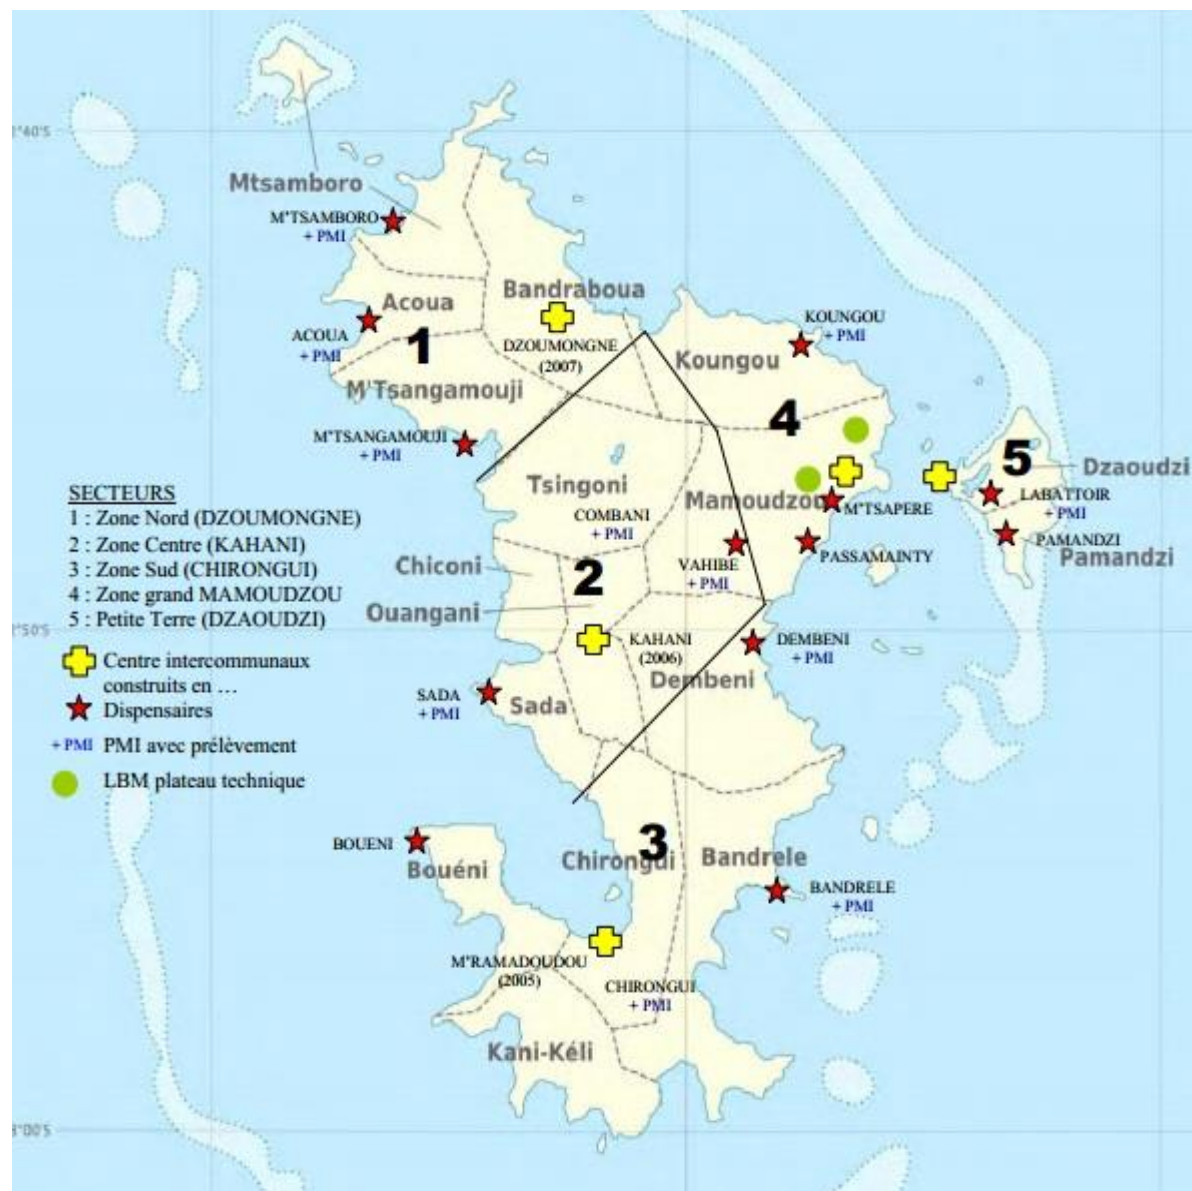 2°40'S
Mtsamboro
M'TSAMBORO
+ PMI
Bandraboua
Acoua
KOUNGOU
+ PMI
ACOUA
+ PMI
1
DZOUMONGNE
(2007)
Koungou
M'Tsangamouji
4
M'TSANGAMOUJI
+ PMI
5
Dzaoudzi
Tsingoni
Mamoudzou
LABATTOIR
+ PMI
M'TSAPERE
COMBANI
+ PMI
PAMANDZI
Pamandzi
PASSAMAINTY
VAHIBE
+ PMI
Chiconi
2
Ouangani
SECTEURS
1 : Zone Nord (DZOUMONGNE)
2 : Zone Centre (KAHANI)
3 : Zone Sud (CHIRONGUI)
4 : Zone grand MAMOUDZOU
5 : Petite Terre (DZAOUDZI)
Centre intercommunaux
construits en …
Dispensaires
+ PMI PMI avec prélèvement
LBM plateau technique
2°50'S
KAHANI
(2006)
DEMBENI
+ PMI
Dembeni
SADA
+ PMI
Sada
BOUENI
Bouéni
3
Chirongui
Bandrele
BANDRELE
+ PMI
M'RAMADOUDOU
(2005)
CHIRONGUI
+ PMI
Kani-Kéli
3°00'S